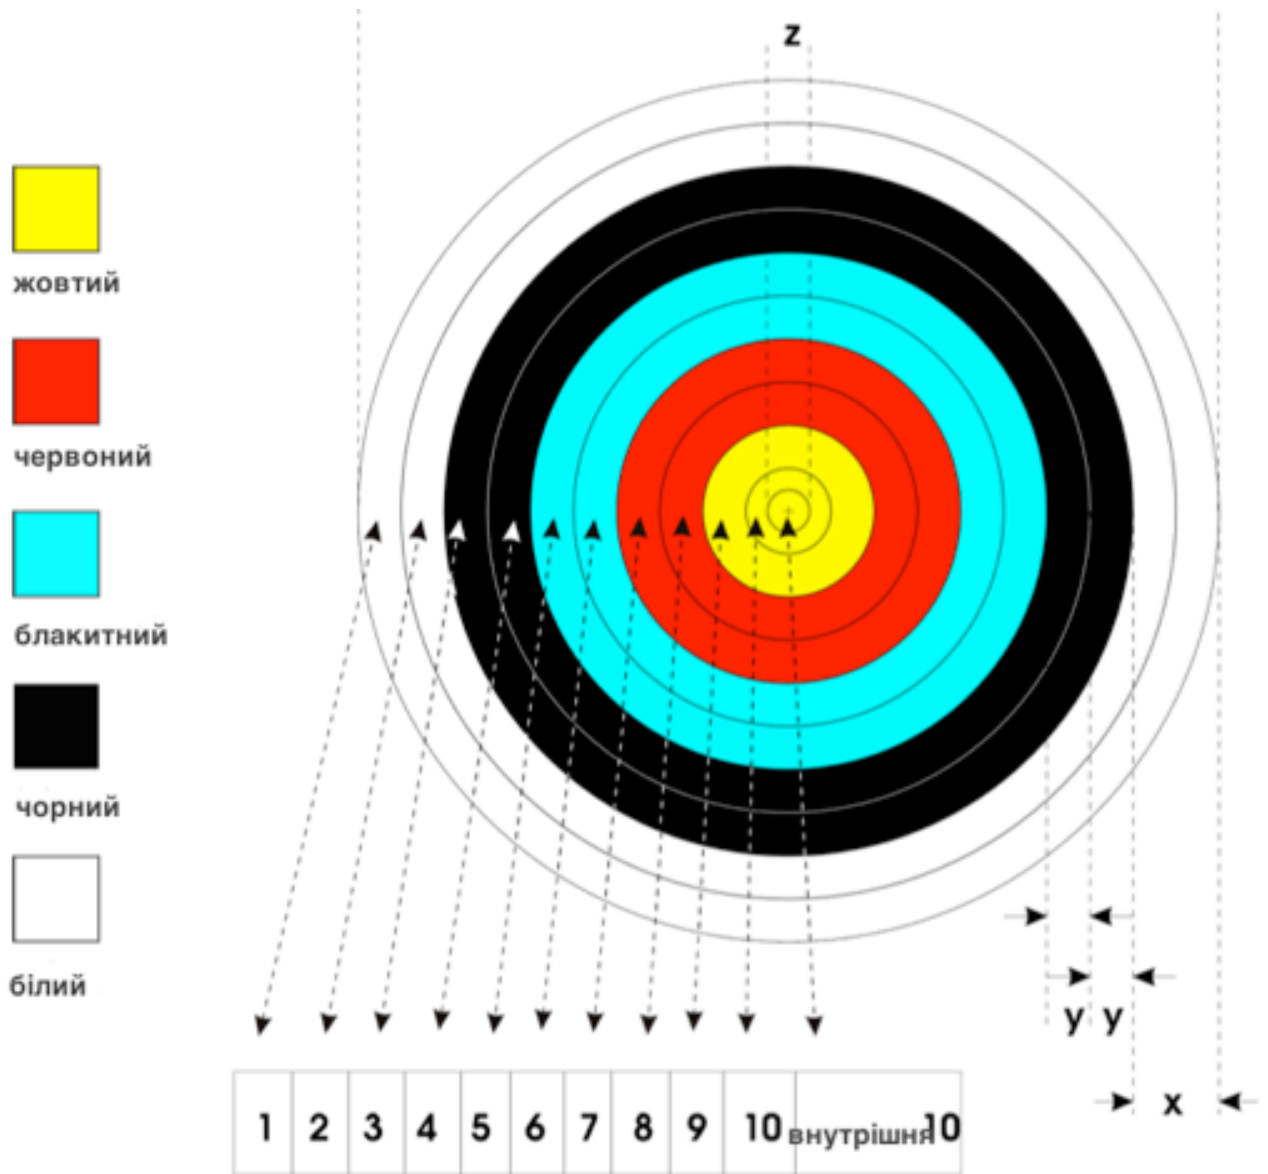 z
жовтий
червоний
блакитний
чорний
білий
y y
x
1 2 3 4 5 6 7 8 9 10 внутрішня 10